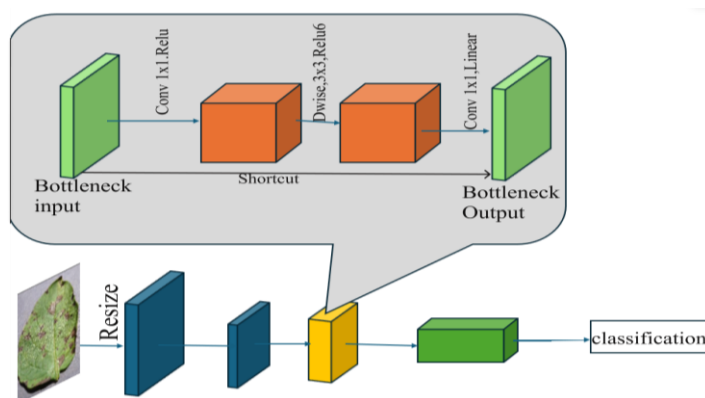 Conv 1x1.Relu
Dwise,3x3,Relu6
Conv 1x1,Linear
Shortcut
Bottleneck
input
Bottleneck
Output
Resize
classification